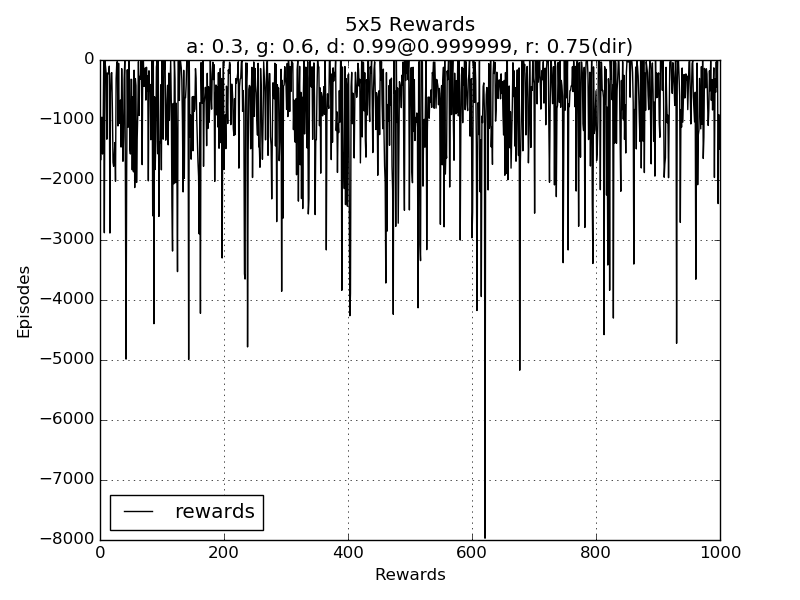 5x5 Rewards
a: 0.3, g: 0.6, d: 0.99@0.999999, r: 0.75(dir)
0
−1000
−2000
−3000
−4000
−5000
−6000
−7000
−8000
Episodes
rewards
0 200 400 600 800 1000
Rewards